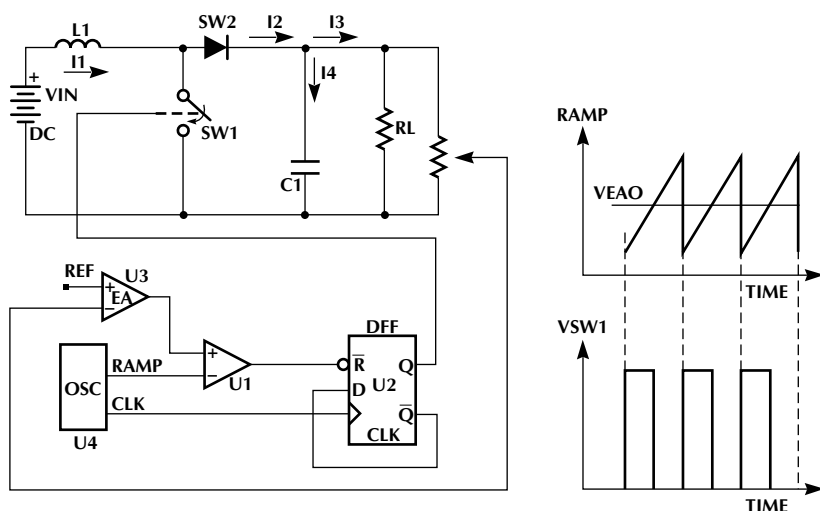 L1
SW2
I2
I3
I1
I4
+
VIN
DC
SW1
RL
C1
REF
U3
+
EA
−
DFF
RAMP
+
−
U1
R̅
Q
U2
D
OSC
CLK
Q̅
CLK
U4
RAMP
VEAO
TIME
VSW1
TIME